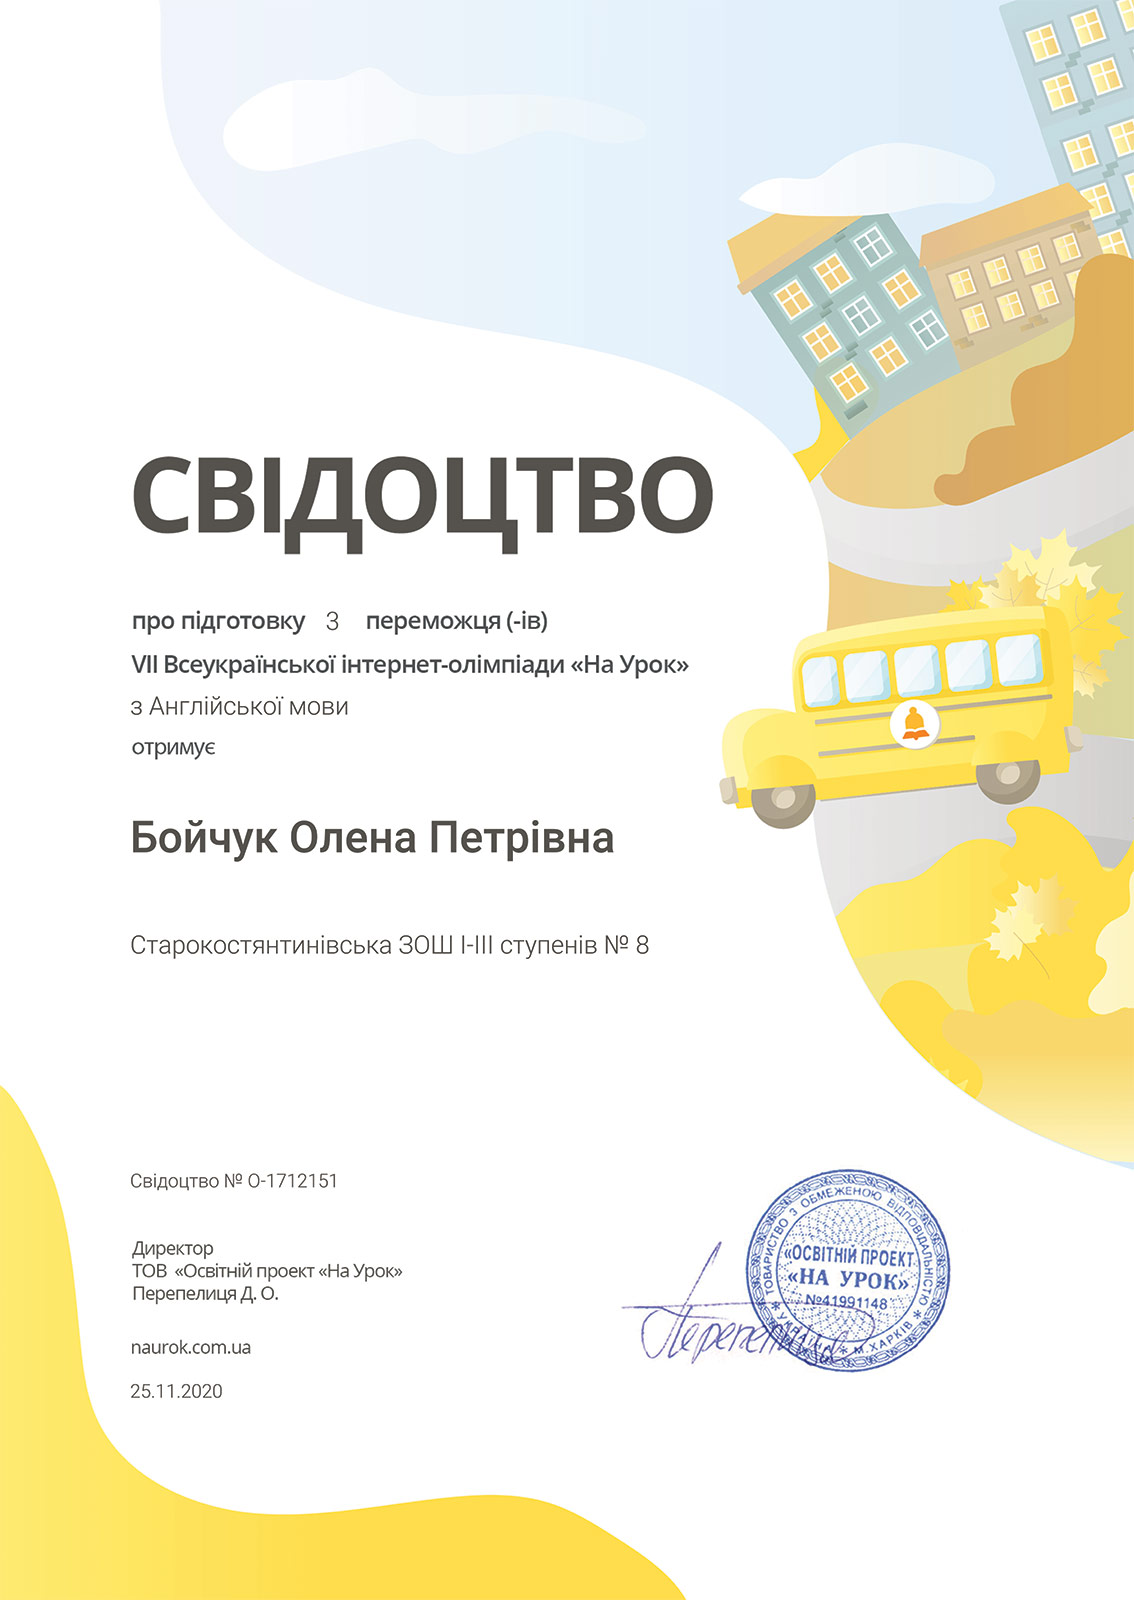 СВІДОЦТВО
про підготовку 3 переможця (-ів)
VII Всеукраїнської інтернет-олімпіади «На Урок»
з Англійської мови
отримує
Бойчук Олена Петрівна
Старокостянтинівська ЗОШ І-ІІІ ступенів № 8
Свідоцтво № О-1712151
Директор
ТОВ «Освітній проект «На Урок»
Перепелиця Д. О.
naurok.com.ua
25.11.2020
ТОВАРИСТВО З ОБМЕЖЕНОЮ ВІДПОВІДАЛЬНІСТЮ
«ОСВІТНІЙ ПРОЕКТ
«НА УРОК»
№41991148
* УКРАЇНА * м.ХАРКІВ *